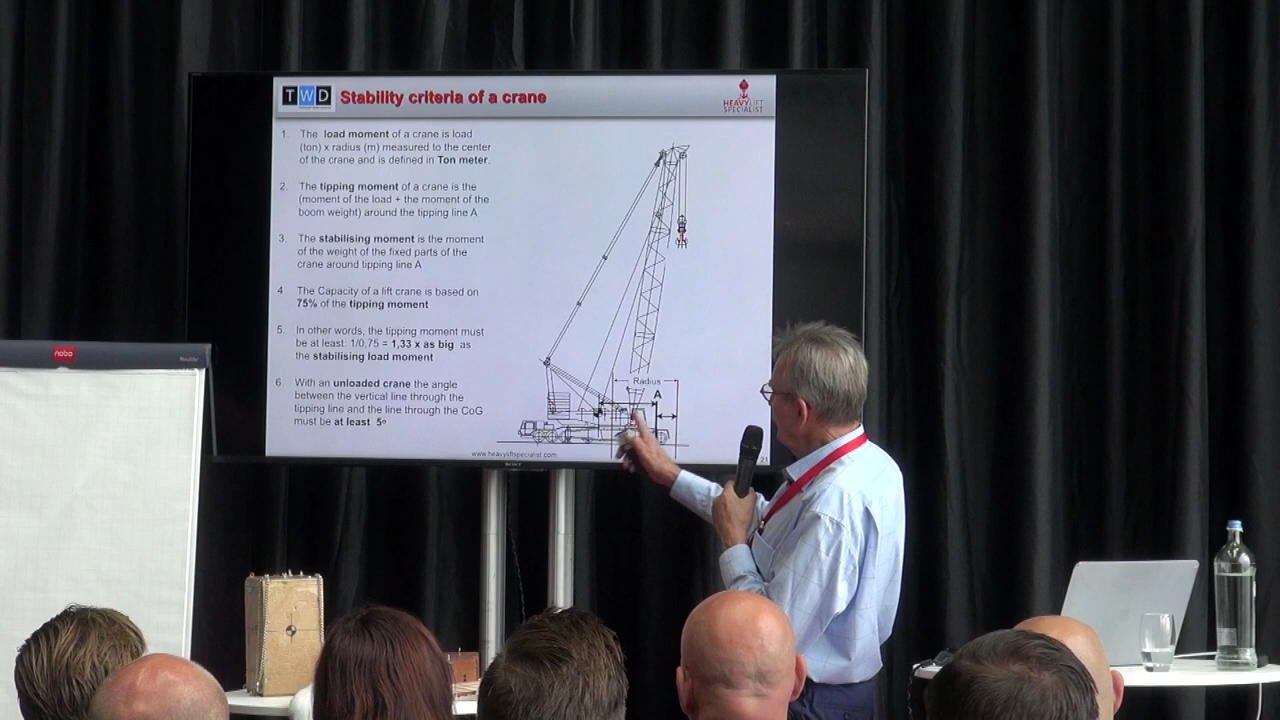 TWD
Stability criteria of a crane
HEAVYLIFT
SPECIALIST
1. The load moment of a crane is load
(ton) x radius (m) measured to the center
of the crane and is defined in Ton meter.
2. The tipping moment of a crane is the
(moment of the load + the moment of the
boom weight) around the tipping line A
3. The stabilising moment is the moment
of the weight of the fixed parts of the
crane around tipping line A
4 The Capacity of a lift crane is based on
75% of the tipping moment
5. In other words, the tipping moment must
be at least: 1/0,75 = 1,33 x as big as
the stabilising load moment
6 With an unloaded crane the angle
between the vertical line through the
tipping line and the line through the CoG
must be at least 5º
Radius
A
www.heavyliftspecialist.com
21
SONY
nobo